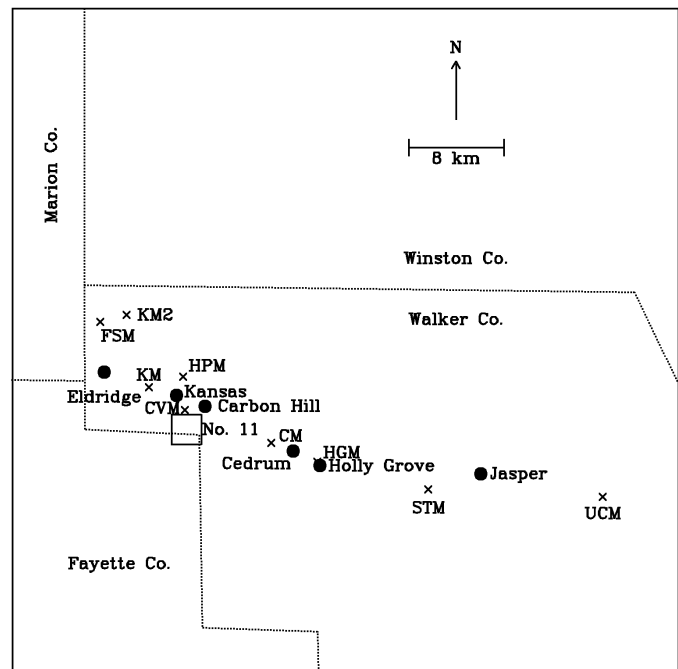 N
8 km
Marion Co.
Winston Co.
KM2
FSM
Walker Co.
HPM
KM
Kansas
Eldridge
CVM
Carbon Hill
No. 11
CM
HGM
Cedrum
Holly Grove
Jasper
STM
UCM
Fayette Co.